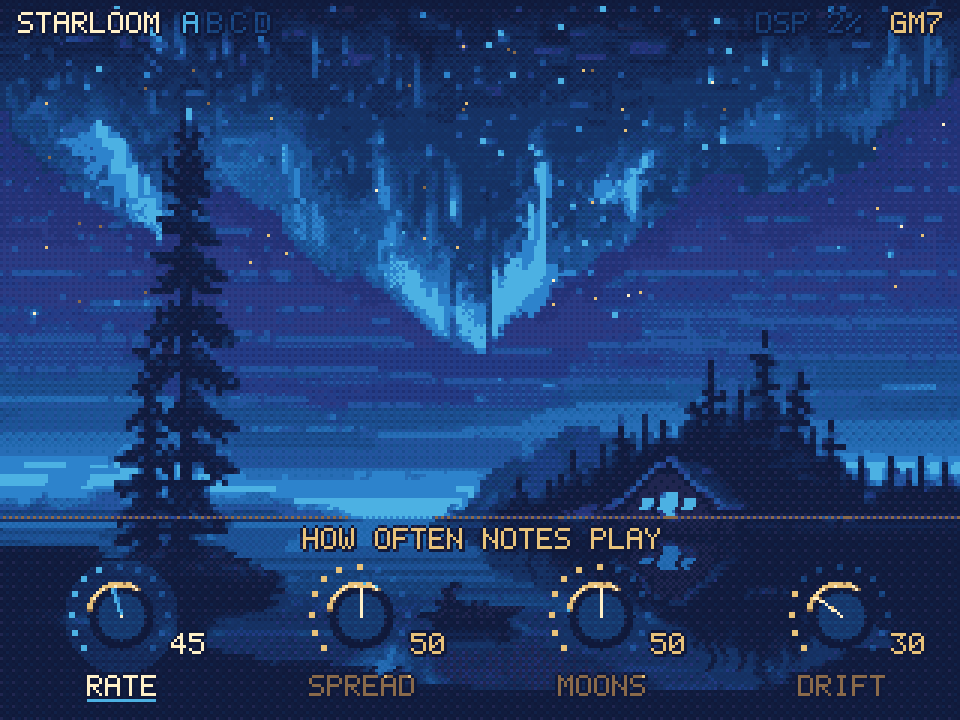 STARLOOM A B C D DSP 2% GM7
HOW OFTEN NOTES PLAY
45 50 50 30
RATE SPREAD MOONS DRIFT